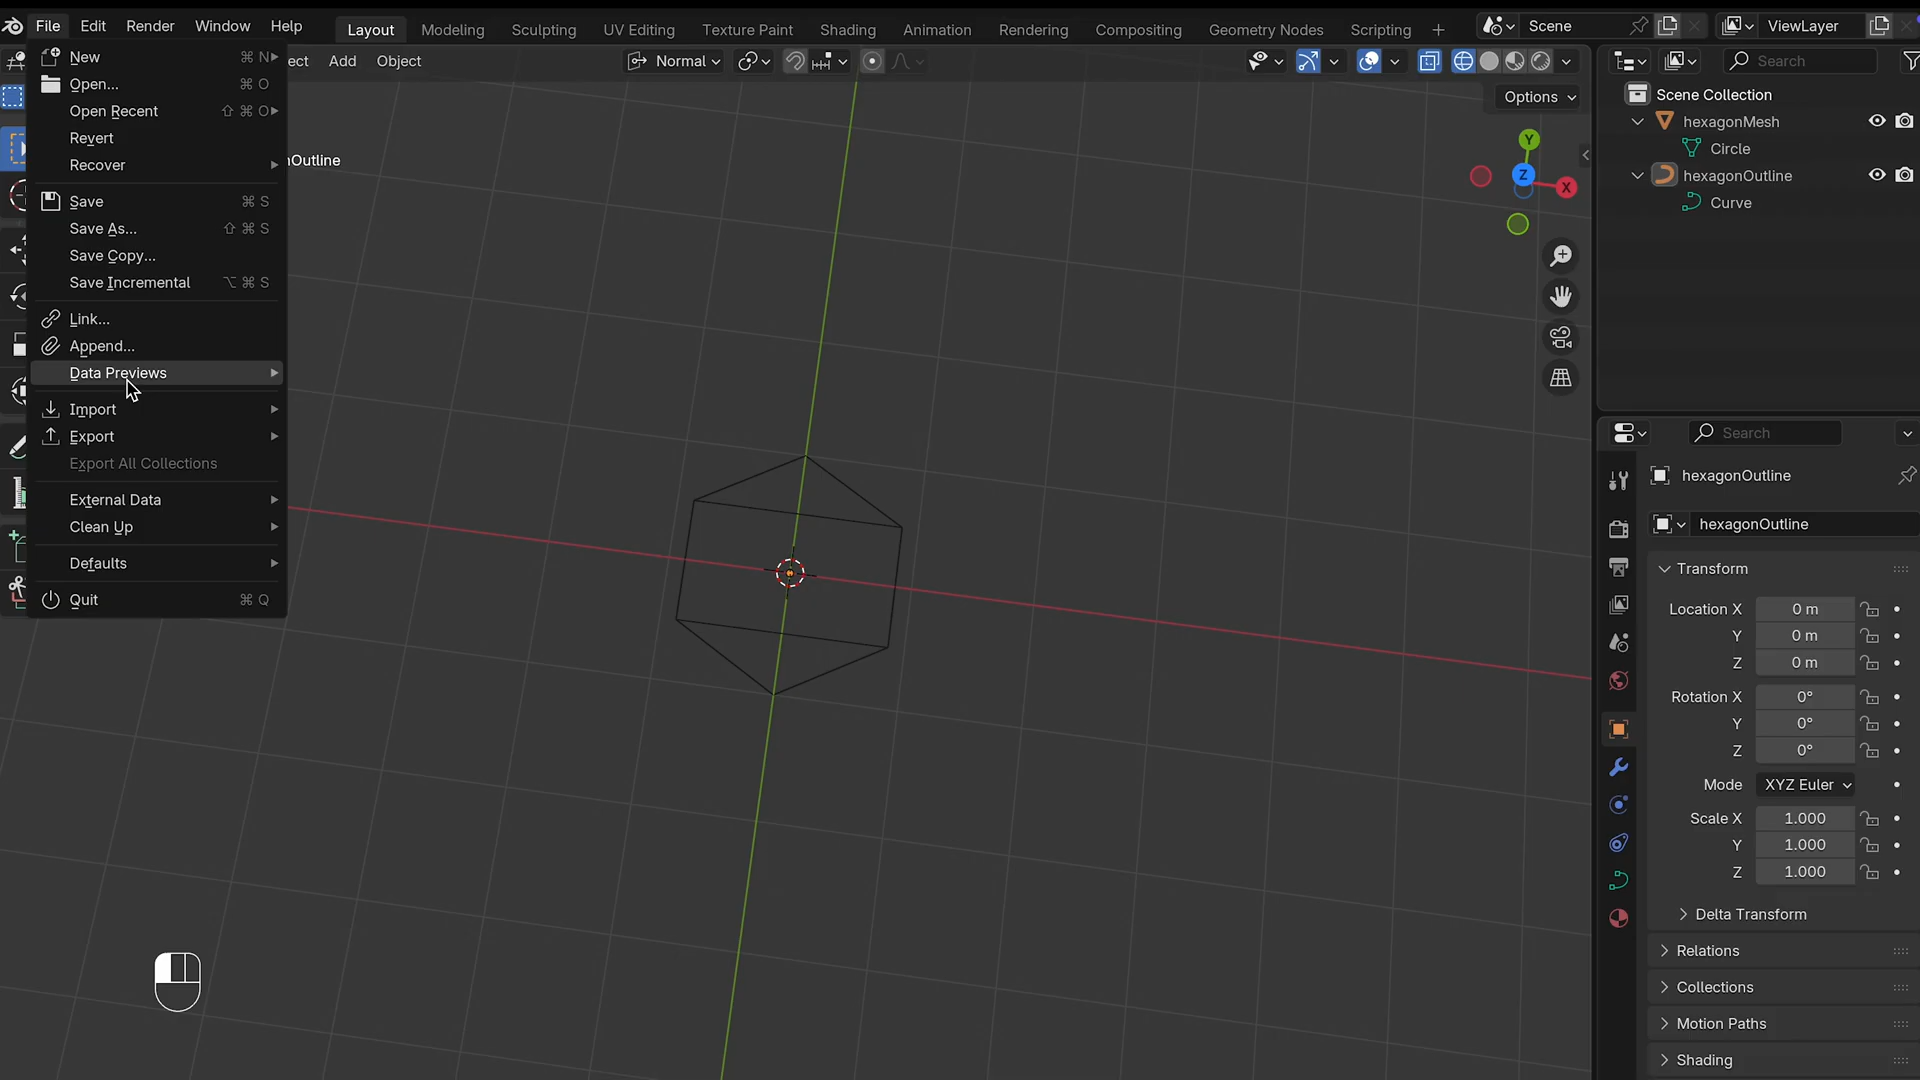 File Edit Render Window Help Layout Modeling Sculpting UV Editing Texture Paint Shading Animation Rendering Compositing Geometry Nodes Scripting + Scene ViewLayer
ect Add Object Normal Search
Options
New ⌘ N
Open... ⌘ O
Open Recent ⇧ ⌘ O
Revert
Recover
Save ⌘ S
Save As... ⇧ ⌘ S
Save Copy...
Save Incremental ⌥ ⌘ S
Link...
Append...
Data Previews
Import
Export
Export All Collections
External Data
Clean Up
Defaults
Quit ⌘ Q
nOutline
Y
Z
X
Scene Collection
hexagonMesh
Circle
hexagonOutline
Curve
Search
hexagonOutline
hexagonOutline
Transform
Location X 0 m
Y 0 m
Z 0 m
Rotation X 0°
Y 0°
Z 0°
Mode XYZ Euler
Scale X 1.000
Y 1.000
Z 1.000
Delta Transform
Relations
Collections
Motion Paths
Shading